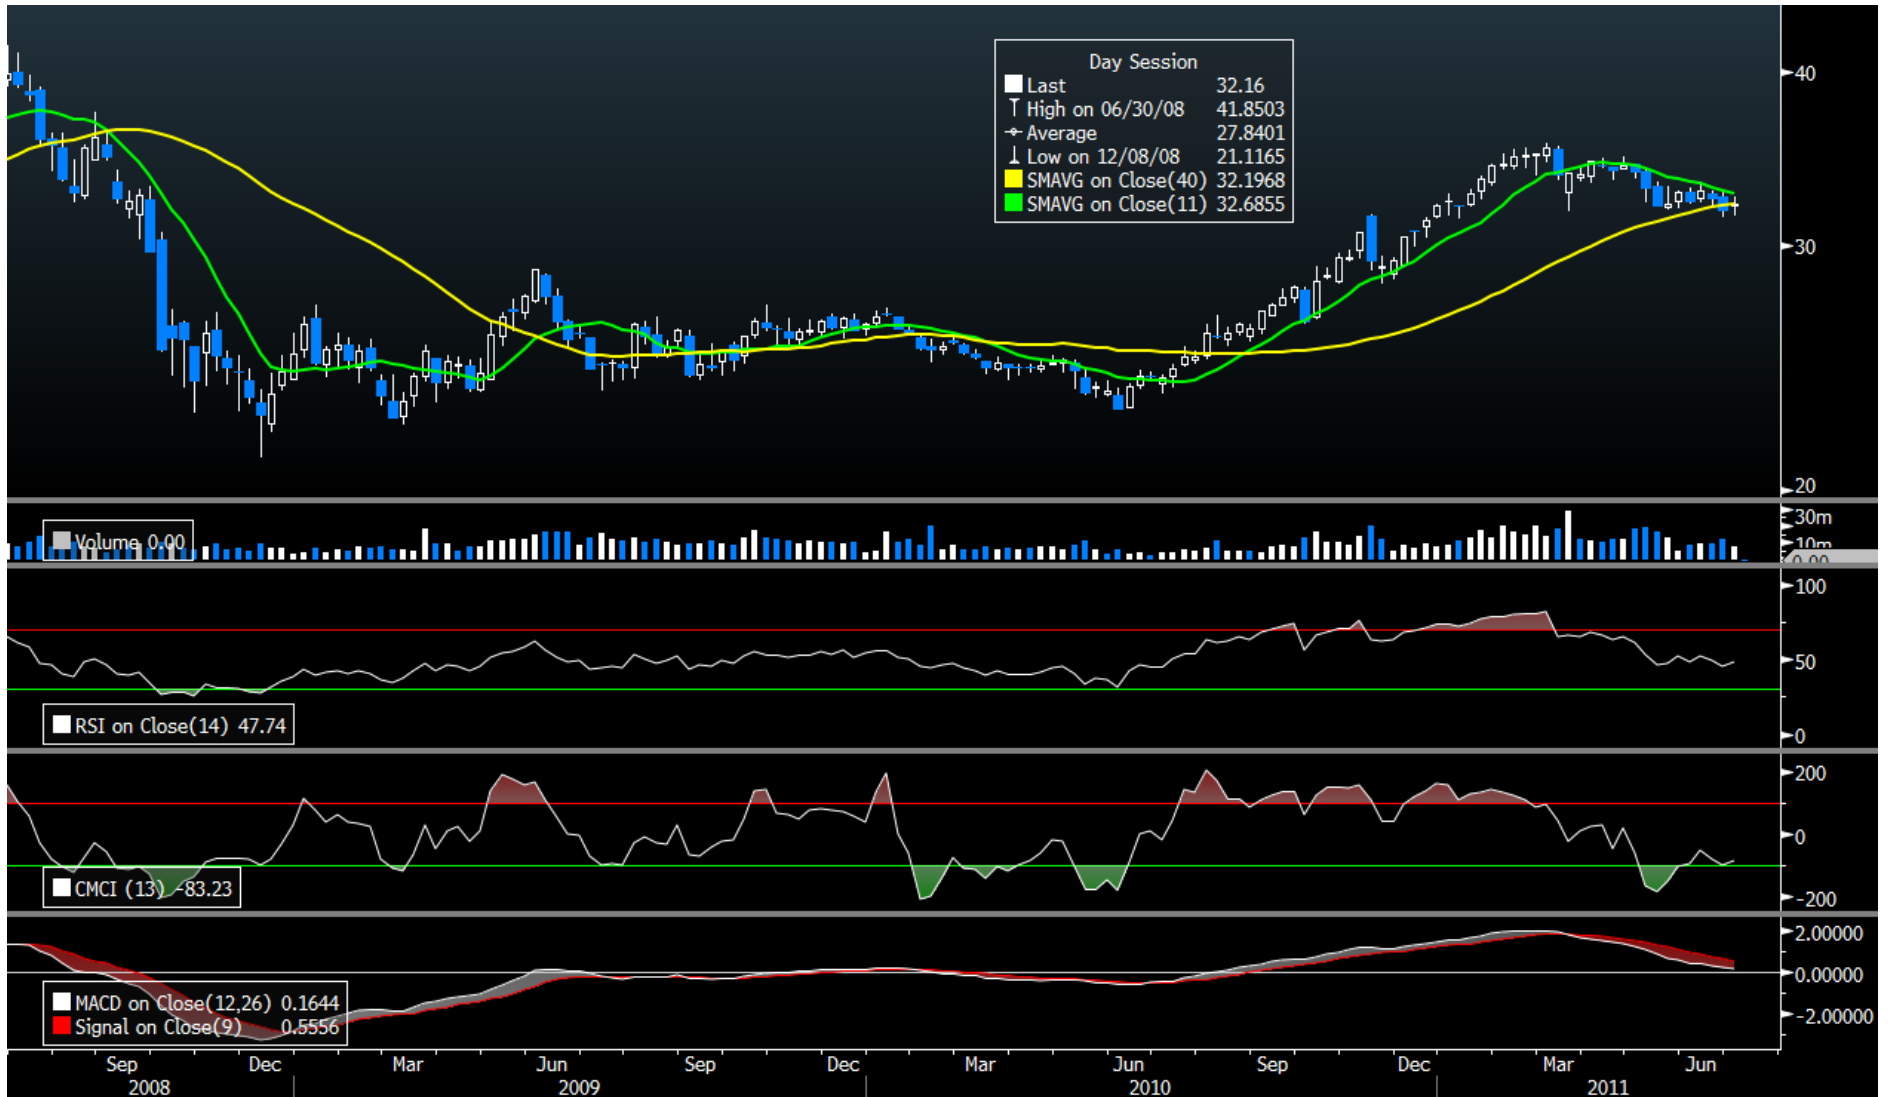 Day Session
Last 32.16
High on 06/30/08 41.8503
Average 27.8401
Low on 12/08/08 21.1165
SMAVG on Close(40) 32.1968
SMAVG on Close(11) 32.6855
40
30
20
Volume 0.00
30m
10m
0.00
100
50
0
RSI on Close(14) 47.74
200
0
-200
CMCI (13) -83.23
2.00000
0.00000
-2.00000
MACD on Close(12,26) 0.1644
Signal on Close(9) 0.5556
Sep Dec Mar Jun Sep Dec Mar Jun Sep Dec Mar Jun
2008 2009 2010 2011